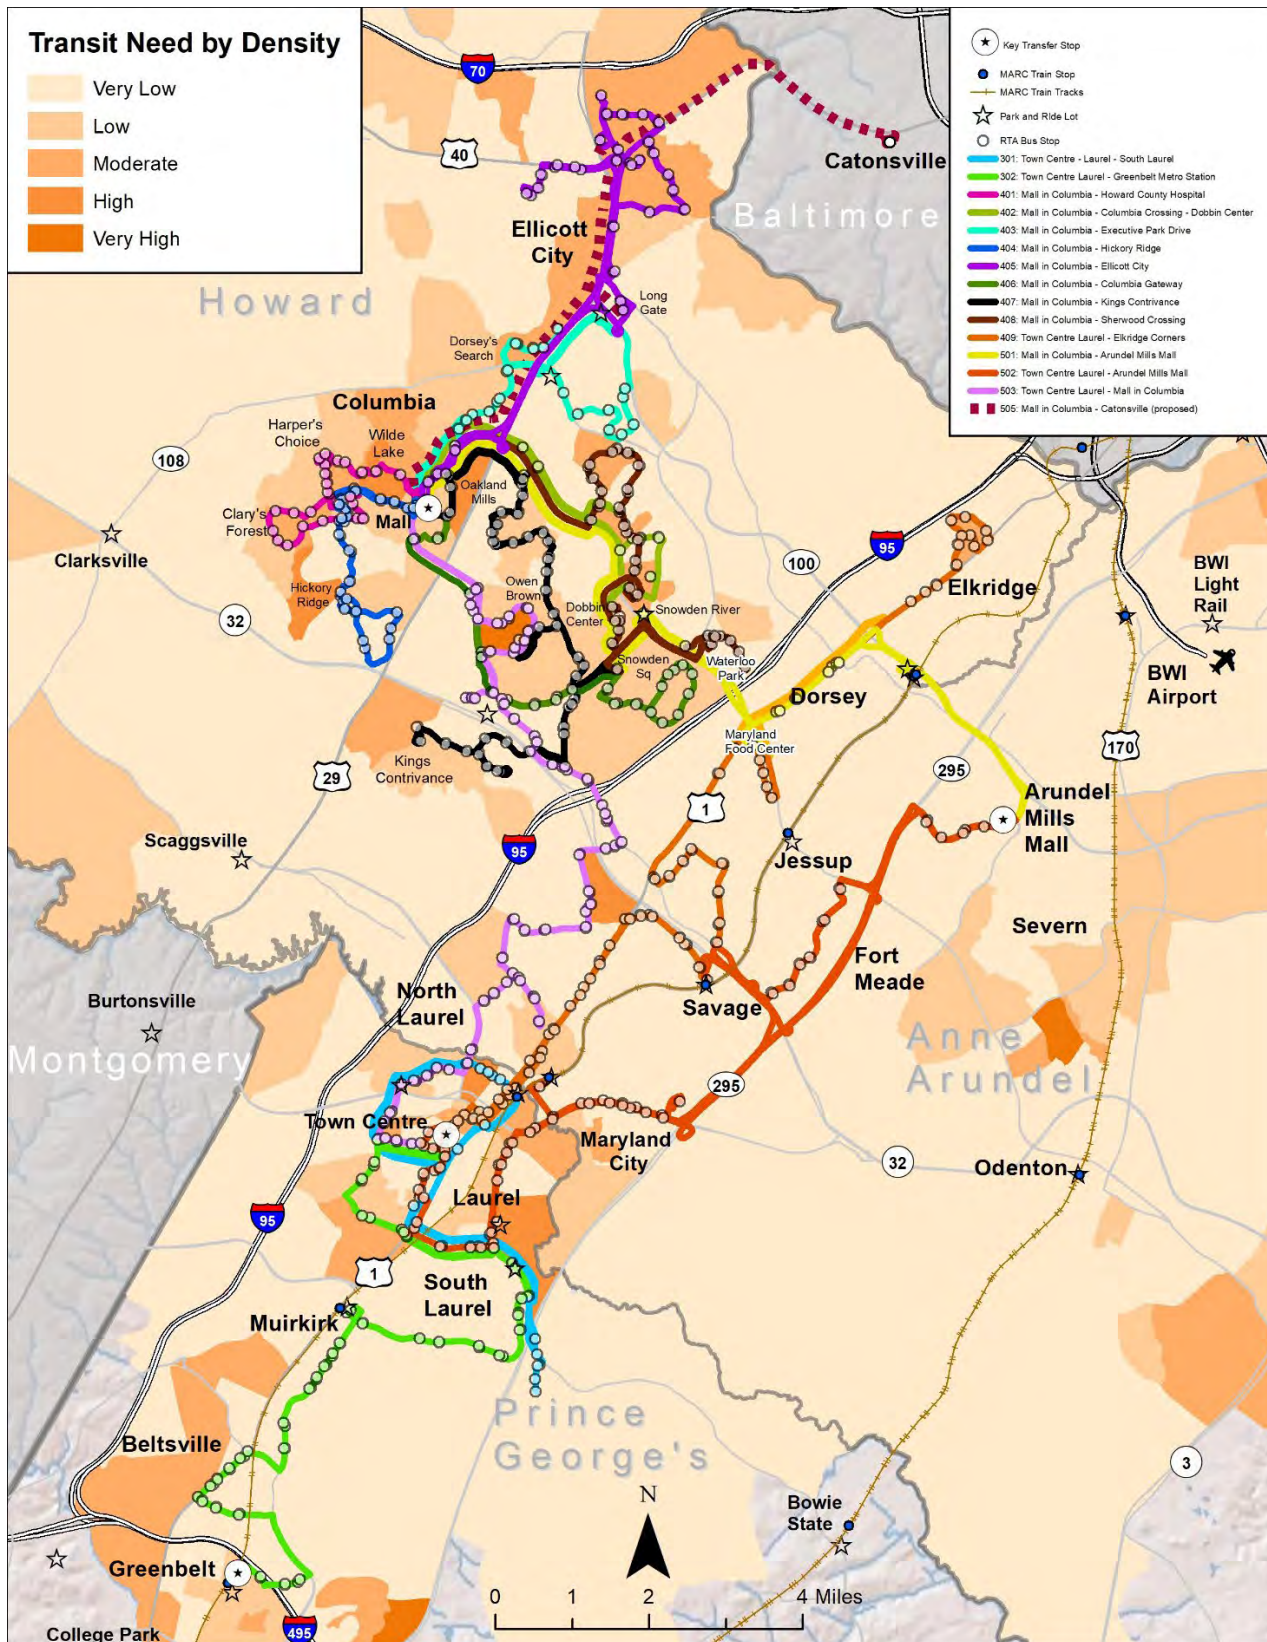 Transit Need by Density
Very Low
Low
Moderate
High
Very High
Key Transfer Stop
MARC Train Stop
MARC Train Tracks
Park and Ride Lot
RTA Bus Stop
301: Town Centre - Laurel - South Laurel
302: Town Centre Laurel - Greenbelt Metro Station
401: Mall in Columbia - Howard County Hospital
402: Mall in Columbia - Columbia Crossing - Dobbin Center
403: Mall in Columbia - Executive Park Drive
404: Mall in Columbia - Hickory Ridge
405: Mall in Columbia - Ellicott City
406: Mall in Columbia - Columbia Gateway
407: Mall in Columbia - Kings Contrivance
408: Mall in Columbia - Sherwood Crossing
409: Town Centre Laurel - Elkridge Corners
501: Mall in Columbia - Arundel Mills Mall
502: Town Centre Laurel - Arundel Mills Mall
503: Town Centre Laurel - Mall in Columbia
505: Mall in Columbia - Catonsville (proposed)
70
40
Catonsville
Baltimore
Ellicott
City
Howard
Long
Gate
Dorsey's
Search
Columbia
Harper's
Choice
Wilde
Lake
108
Oakland
Mills
Clary's
Forest
Mall
Clarksville
95
100
BWI
Light
Rail
Elkridge
Hickory
Ridge
Owen
Brown
Dobbin
Center
Snowden River
32
Snowden
Sq
Waterloo
Park
Dorsey
BWI
Airport
Maryland
Food Center
Kings
Contrivance
29
170
295
1
Arundel
Mills
Mall
Scaggsville
95
Jessup
Severn
Fort
Meade
North
Laurel
Burtonsville
Savage
Montgomery
Anne
Arundel
295
Town Centre
Maryland
City
32
Odenton
Laurel
95
1
South
Laurel
Muirkirk
Prince
George's
Beltsville
3
N
Bowie
State
Greenbelt
0 1 2 4 Miles
495
College Park